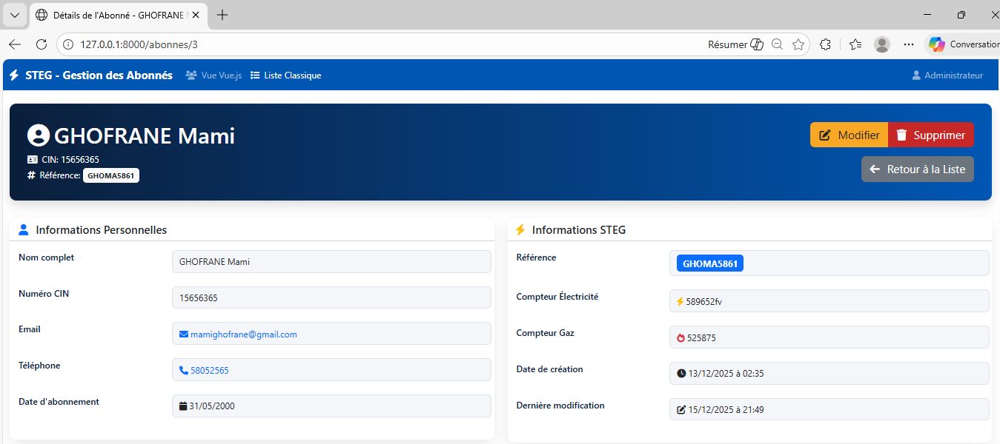 Détails de l'Abonné - GHOFRANE
127.0.0.1:8000/abonnes/3
Résumer
Conversation
STEG - Gestion des Abonnés
Vue Vue.js
Liste Classique
Administrateur
GHOFRANE Mami
CIN: 15656365
Référence: GHOMA5861
Modifier
Supprimer
Retour à la Liste
Informations Personnelles
Nom complet
GHOFRANE Mami
Numéro CIN
15656365
Email
mamighofrane@gmail.com
Téléphone
58052565
Date d'abonnement
31/05/2000
Informations STEG
Référence
GHOMA5861
Compteur Électricité
589652fv
Compteur Gaz
525875
Date de création
13/12/2025 à 02:35
Dernière modification
15/12/2025 à 21:49